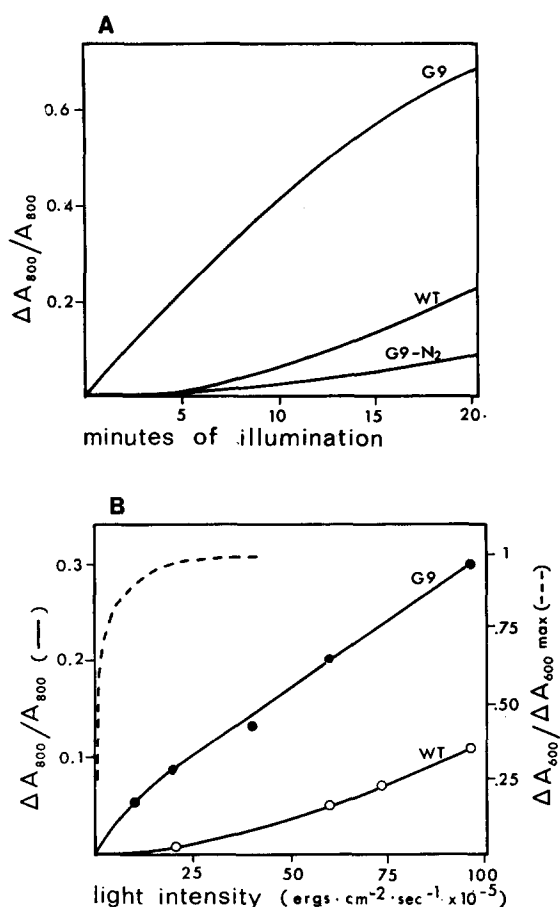 A
G9
0.6
0.4
ΔA800/A800
WT
0.2
G9-N2
5 10 15 20.
minutes of illumination
B
0.3
G9
1
.75
0.2
ΔA800/A800 (—)
ΔA600/ΔA600 max (---)
.50
WT
0.1
.25
25 50 75 100
light intensity (ergs·cm-2·sec-1 x10-5)